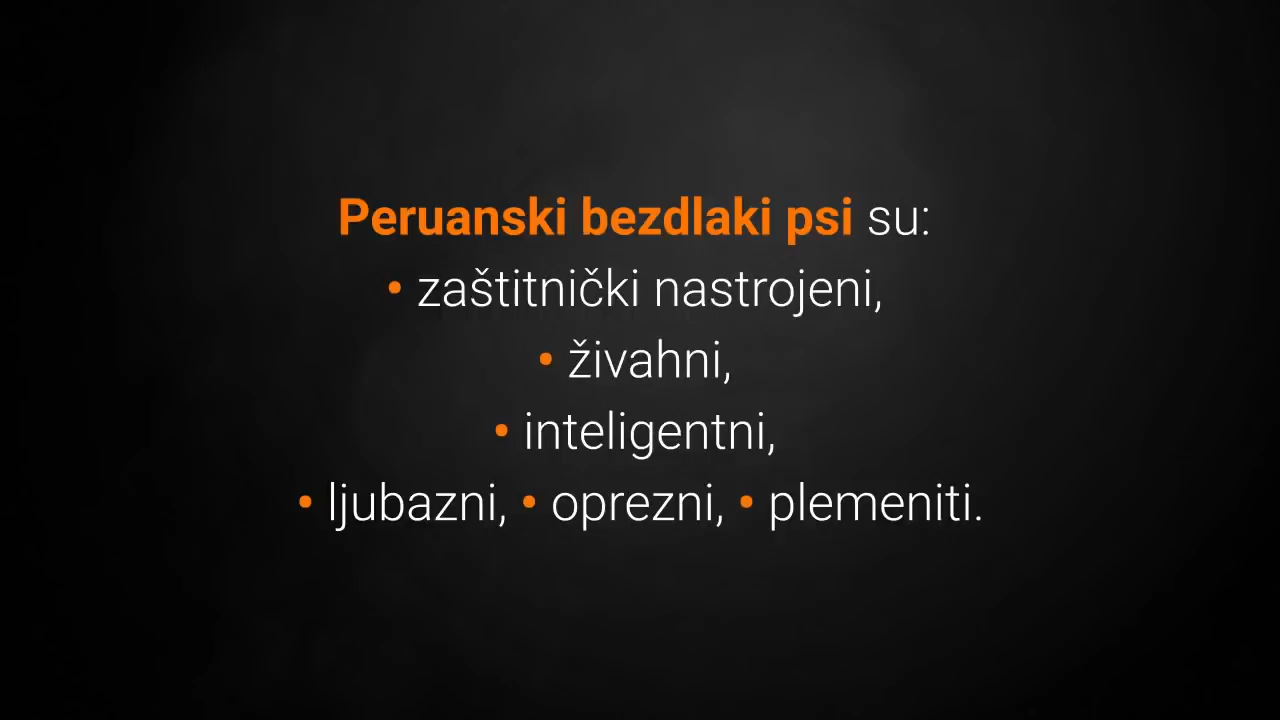 Peruanski bezdlaki psi su:
• zaštitnički nastrojeni,
• živahni,
• inteligentni,
• ljubazni, • oprezni, • plemeniti.